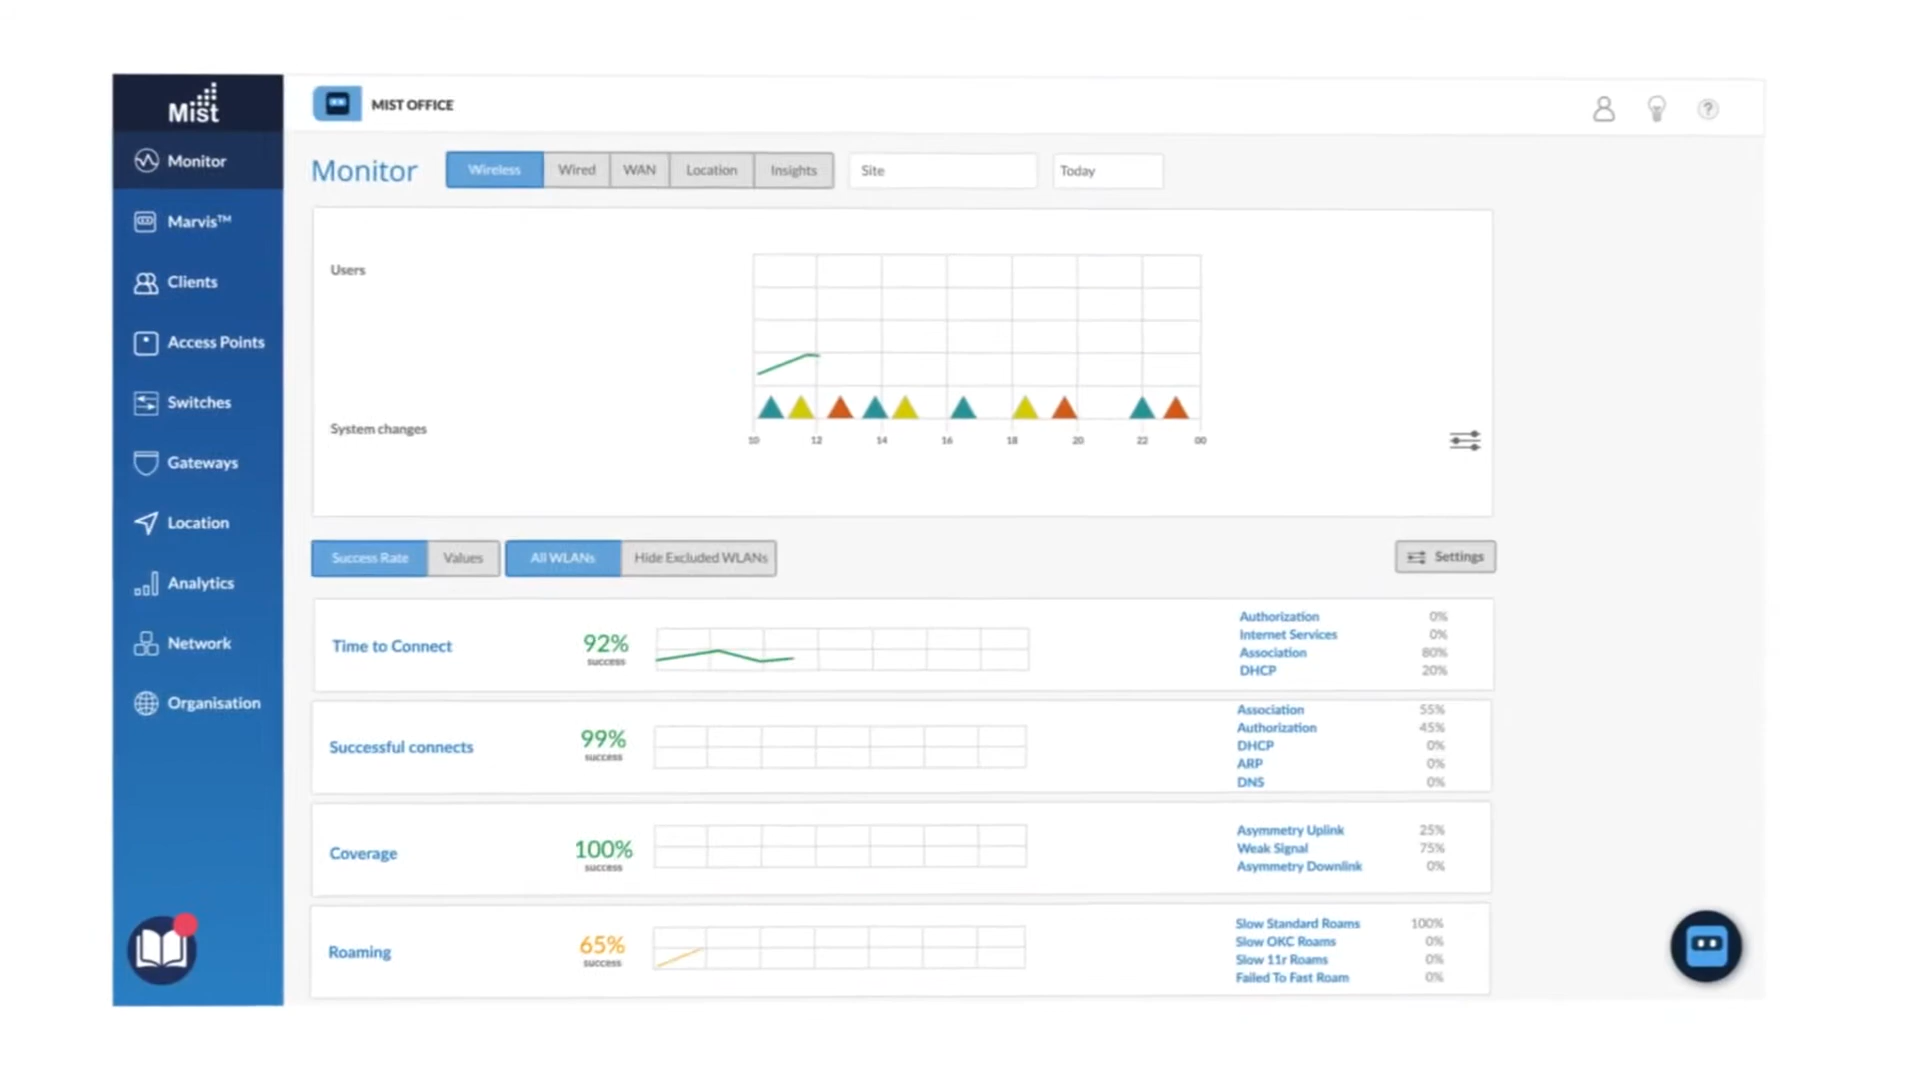 Mist
MIST OFFICE
?
Monitor
Marvis™
Clients
Access Points
Switches
Gateways
Location
Analytics
Network
Organisation
Monitor
Wireless Wired WAN Location Insights Site Today
Users
System changes
10 12 14 16 18 20 22 00
Success Rate Values All WLANs Hide Excluded WLANs Settings
Time to Connect
92%
success
Authorization 0%
Internet Services 0%
Association 80%
DHCP 20%
Successful connects
99%
success
Association 55%
Authorization 45%
DHCP 0%
ARP 0%
DNS 0%
Coverage
100%
success
Asymmetry Uplink 25%
Weak Signal 75%
Asymmetry Downlink 0%
Roaming
65%
success
Slow Standard Roams 100%
Slow OKC Roams 0%
Slow 11r Roams 0%
Failed To Fast Roam 0%